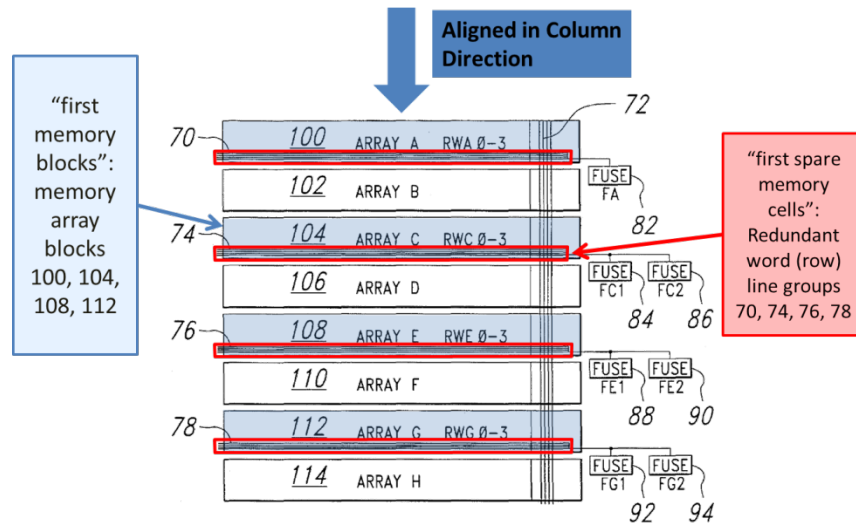 Aligned in Column
Direction
“first
memory
blocks”:
memory
array
blocks
100, 104,
108, 112
70
100 ARRAY A RWA Ø-3
72
FUSE
FA
82
102 ARRAY B
74
104 ARRAY C RWC Ø-3
FUSE FUSE
FC1 FC2
84 86
106 ARRAY D
76
108 ARRAY E RWE Ø-3
FUSE FUSE
FE1 FE2
88 90
110 ARRAY F
78
112 ARRAY G RWG Ø-3
FUSE FUSE
FG1 FG2
92 94
114 ARRAY H
“first spare
memory
cells”:
Redundant
word (row)
line groups
70, 74, 76, 78